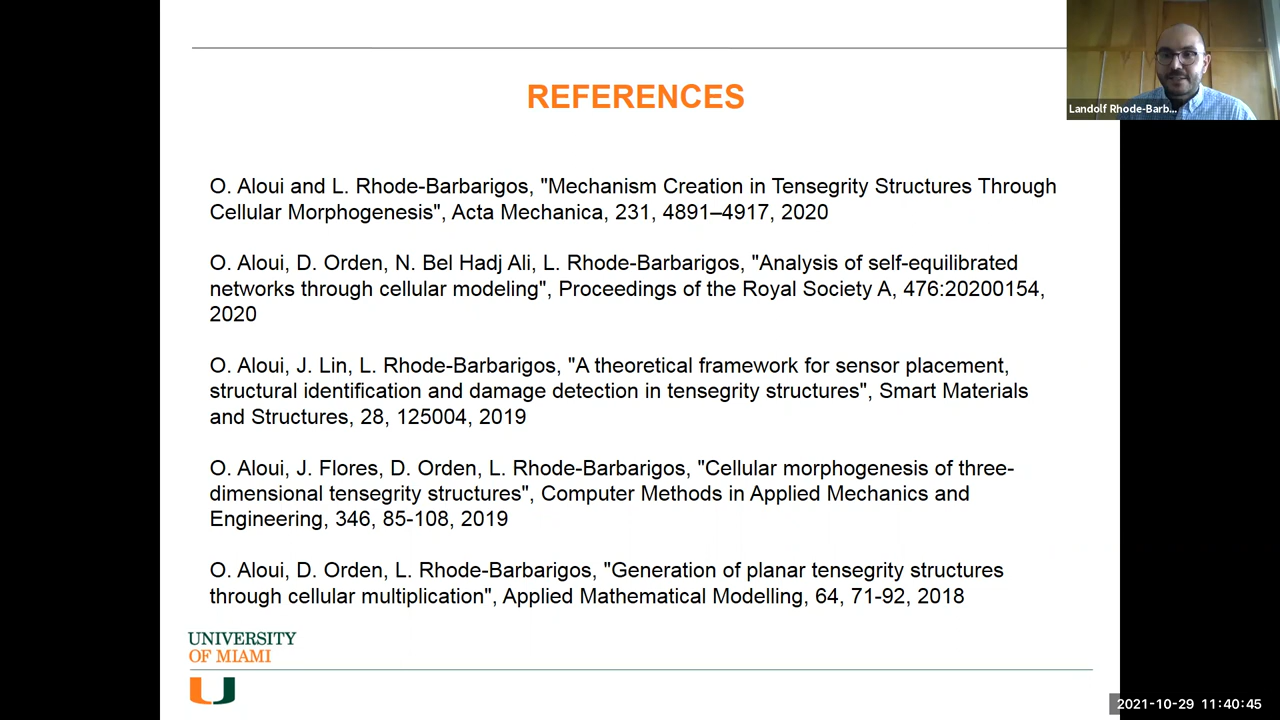 REFERENCES
Landolf Rhode-Barb...
O. Aloui and L. Rhode-Barbarigos, "Mechanism Creation in Tensegrity Structures Through
Cellular Morphogenesis", Acta Mechanica, 231, 4891–4917, 2020
O. Aloui, D. Orden, N. Bel Hadj Ali, L. Rhode-Barbarigos, "Analysis of self-equilibrated
networks through cellular modeling", Proceedings of the Royal Society A, 476:20200154,
2020
O. Aloui, J. Lin, L. Rhode-Barbarigos, "A theoretical framework for sensor placement,
structural identification and damage detection in tensegrity structures", Smart Materials
and Structures, 28, 125004, 2019
O. Aloui, J. Flores, D. Orden, L. Rhode-Barbarigos, "Cellular morphogenesis of three-
dimensional tensegrity structures", Computer Methods in Applied Mechanics and
Engineering, 346, 85-108, 2019
O. Aloui, D. Orden, L. Rhode-Barbarigos, "Generation of planar tensegrity structures
through cellular multiplication", Applied Mathematical Modelling, 64, 71-92, 2018
UNIVERSITY
OF MIAMI
2021-10-29 11:40:45